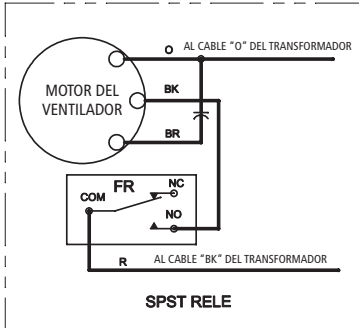 O AL CABLE "O" DEL TRANSFORMADOR
MOTOR DEL
VENTILADOR
BK
BR
FR
NC
COM
NO
R AL CABLE "BK" DEL TRANSFORMADOR
SPST RELE